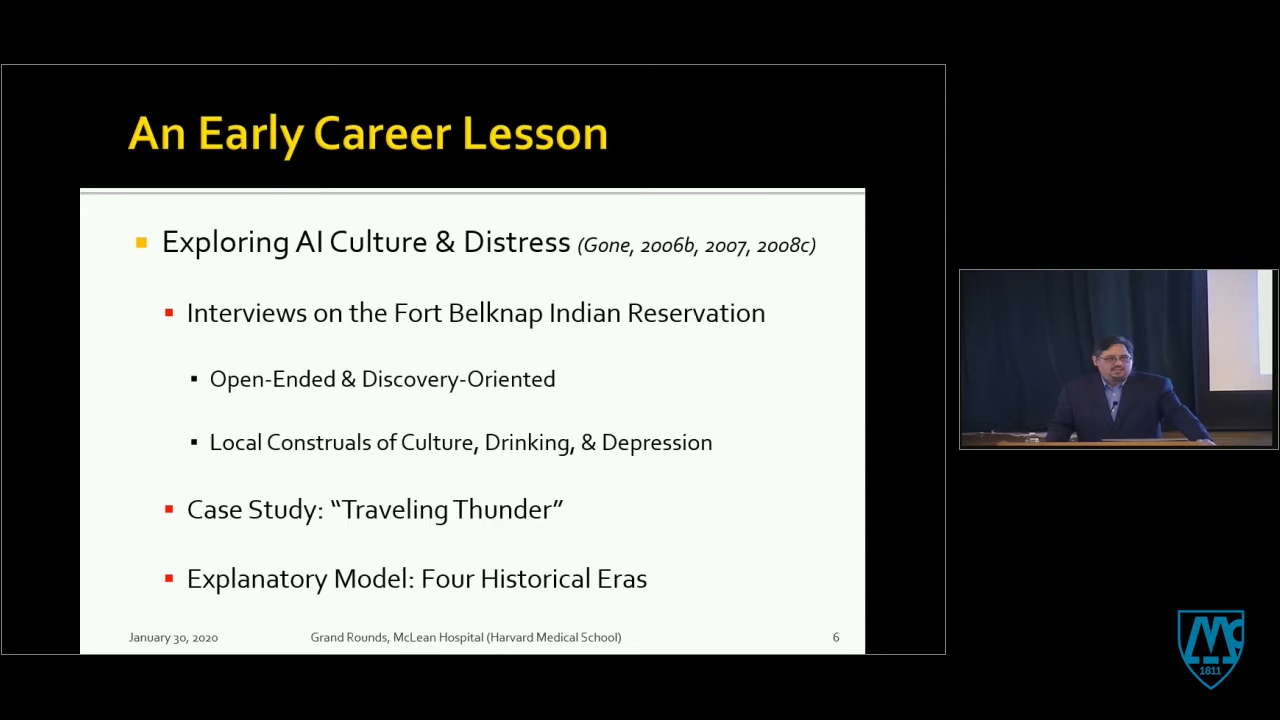 An Early Career Lesson
Exploring AI Culture & Distress (Gone, 2006b, 2007, 2008c)
Interviews on the Fort Belknap Indian Reservation
Open-Ended & Discovery-Oriented
Local Construals of Culture, Drinking, & Depression
Case Study: “Traveling Thunder”
Explanatory Model: Four Historical Eras
January 30, 2020 Grand Rounds, McLean Hospital (Harvard Medical School) 6
Mc
1811